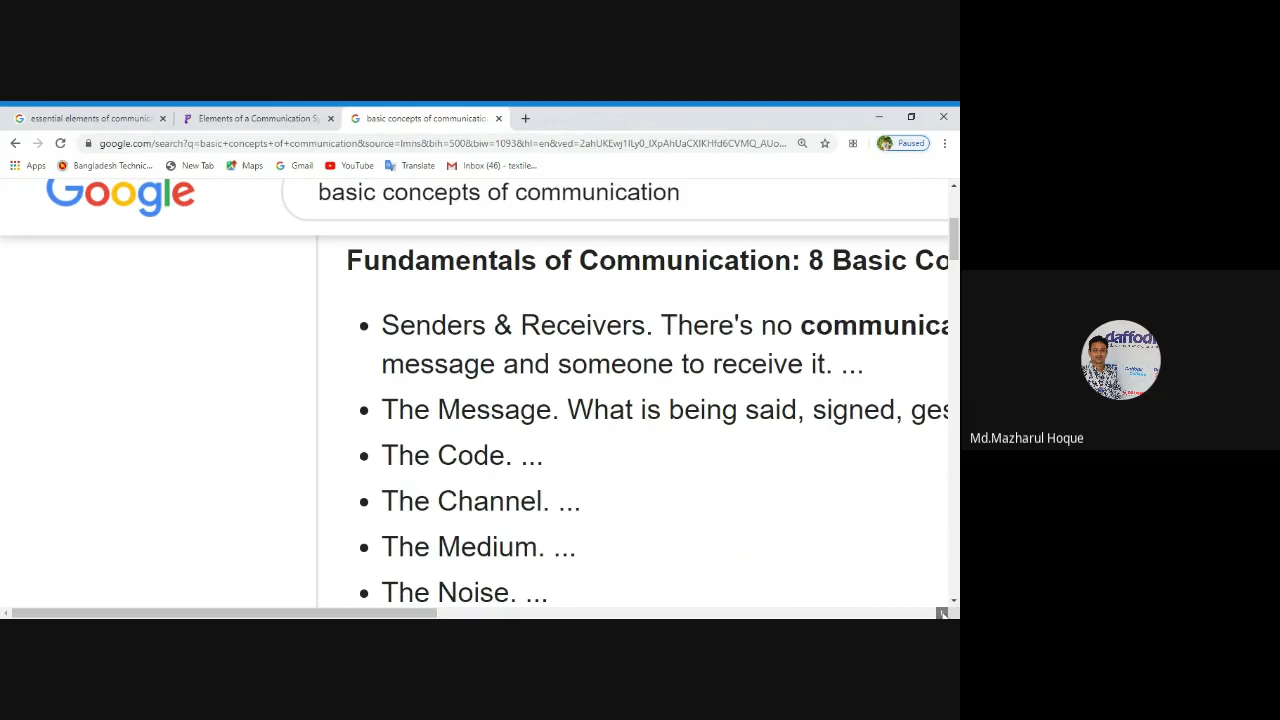 essential elements of communic
Elements of a Communication Sy
basic concepts of communicatio
google.com/search?q=basic+concepts+of+communication&source=lmns&bih=500&biw=1093&hl=en&ved=
Paused
Apps
Bangladesh Technic...
New Tab
Maps
Gmail
YouTube
Translate
Inbox (46) - textile...
Google
basic concepts of communication
Fundamentals of Communication: 8 Basic Co
Senders & Receivers. There's no communica
message and someone to receive it. ...
The Message. What is being said, signed, ges
The Code. ...
The Channel. ...
The Medium. ...
The Noise. ...
daffodi
Md.Mazharul Hoque